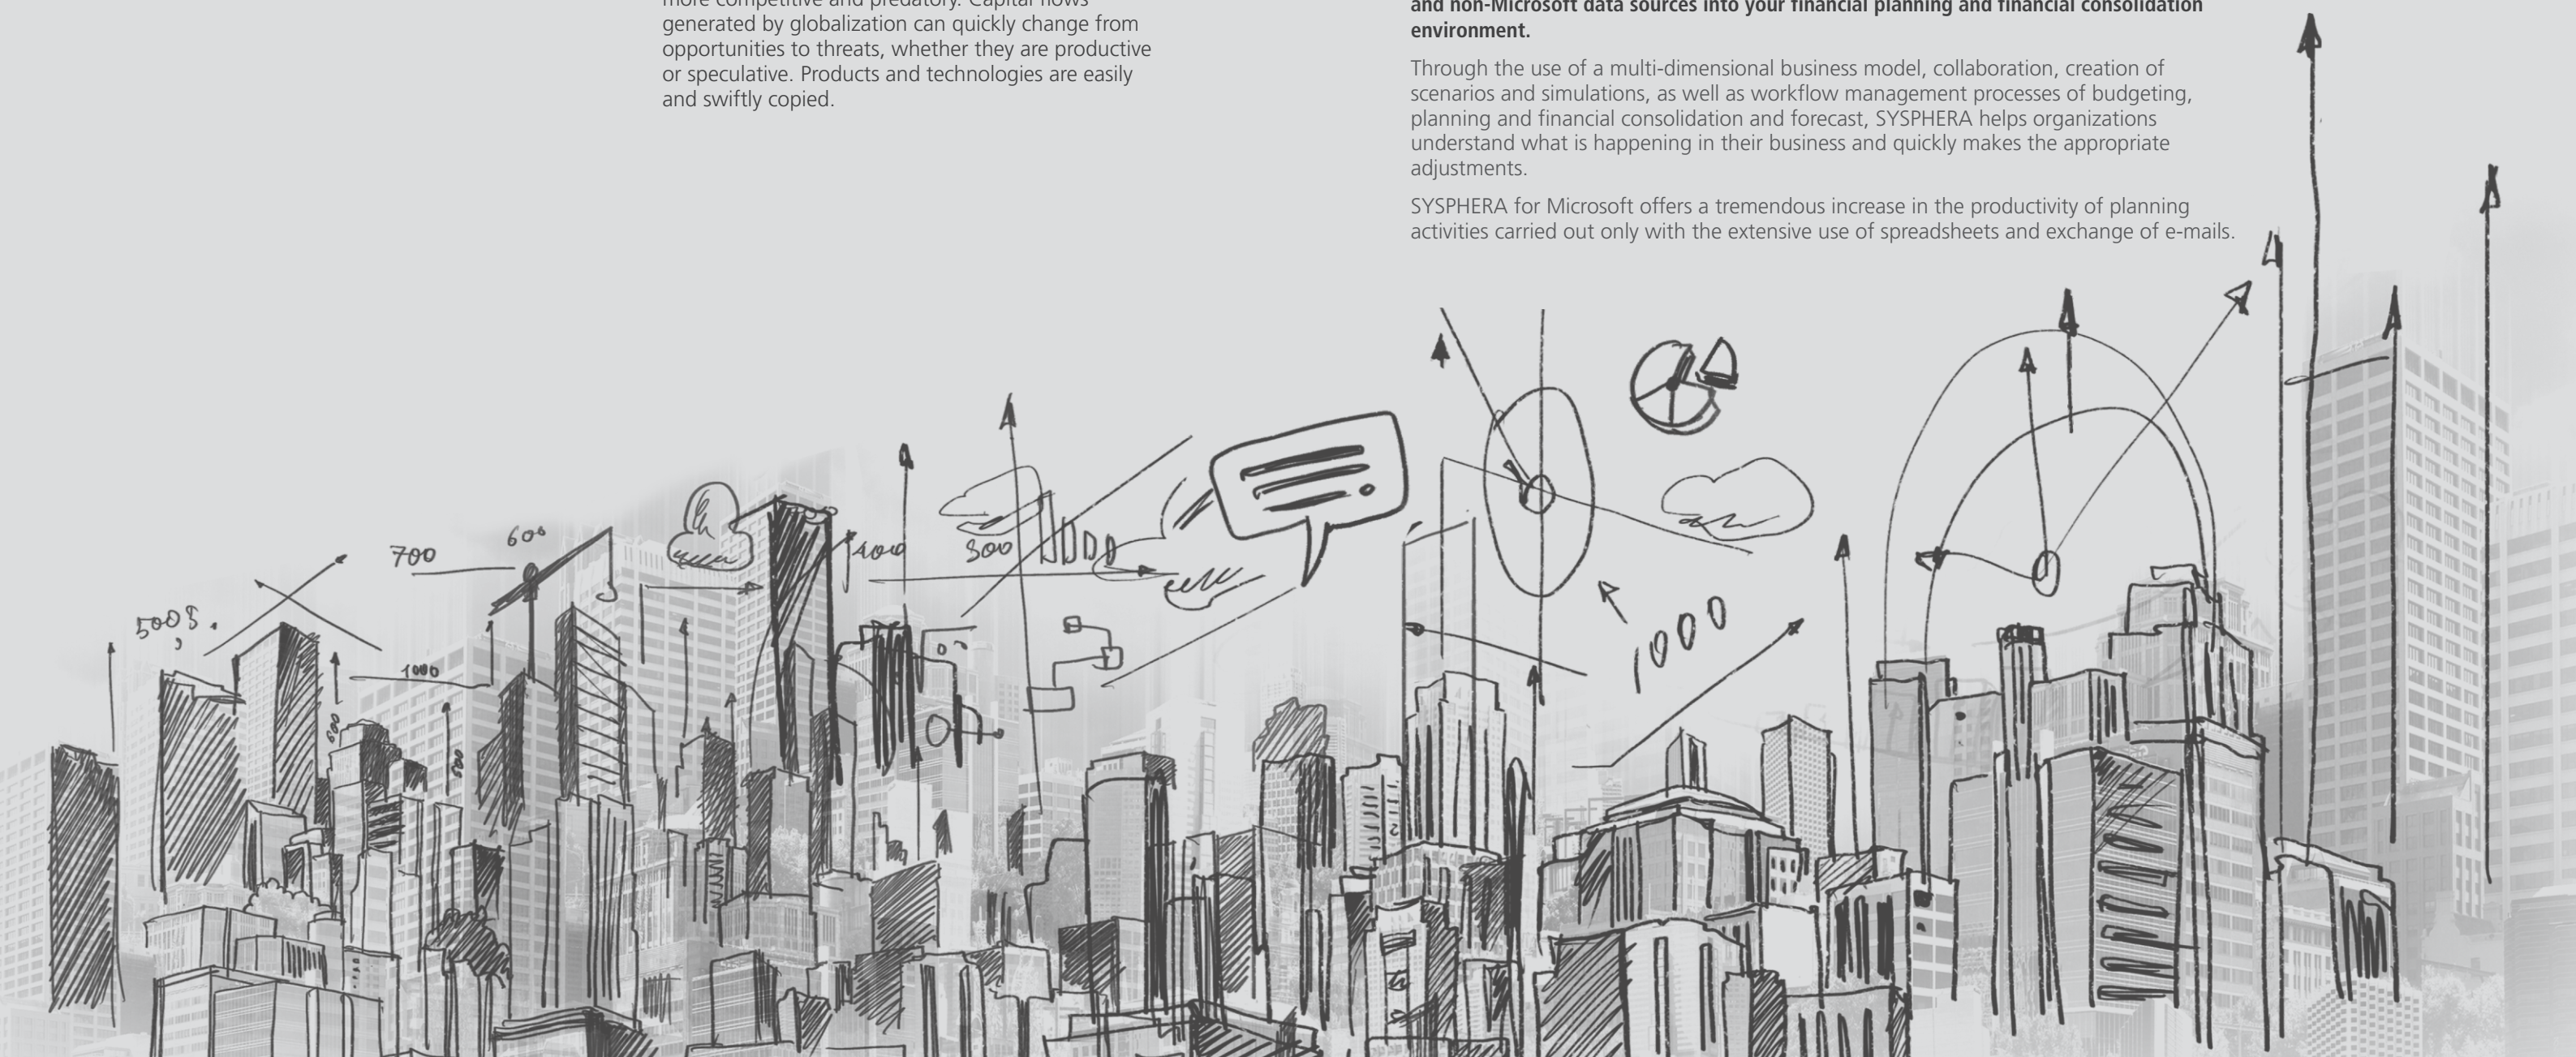 more competitive and predatory. Capital flows
generated by globalization can quickly change from
opportunities to threats, whether they are productive
or speculative. Products and technologies are easily
and swiftly copied.
and non-Microsoft data sources into your financial planning and financial consolidation
environment.
Through the use of a multi-dimensional business model, collaboration, creation of
scenarios and simulations, as well as workflow management processes of budgeting,
planning and financial consolidation and forecast, SYSPHERA helps organizations
understand what is happening in their business and quickly makes the appropriate
adjustments.
SYSPHERA for Microsoft offers a tremendous increase in the productivity of planning
activities carried out only with the extensive use of spreadsheets and exchange of e-mails.
700
600
1000
1000